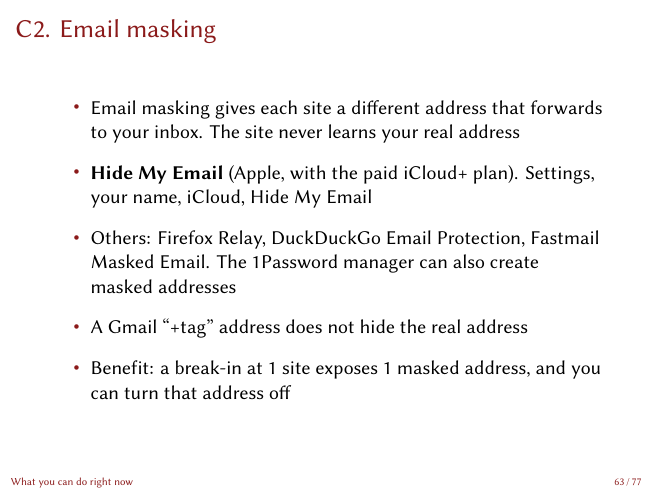 C2. Email masking
• Email masking gives each site a different address that forwards
to your inbox. The site never learns your real address
• Hide My Email (Apple, with the paid iCloud+ plan). Settings,
your name, iCloud, Hide My Email
• Others: Firefox Relay, DuckDuckGo Email Protection, Fastmail
Masked Email. The 1Password manager can also create
masked addresses
• A Gmail “+tag” address does not hide the real address
• Benefit: a break-in at 1 site exposes 1 masked address, and you
can turn that address off
What you can do right now
63 / 77